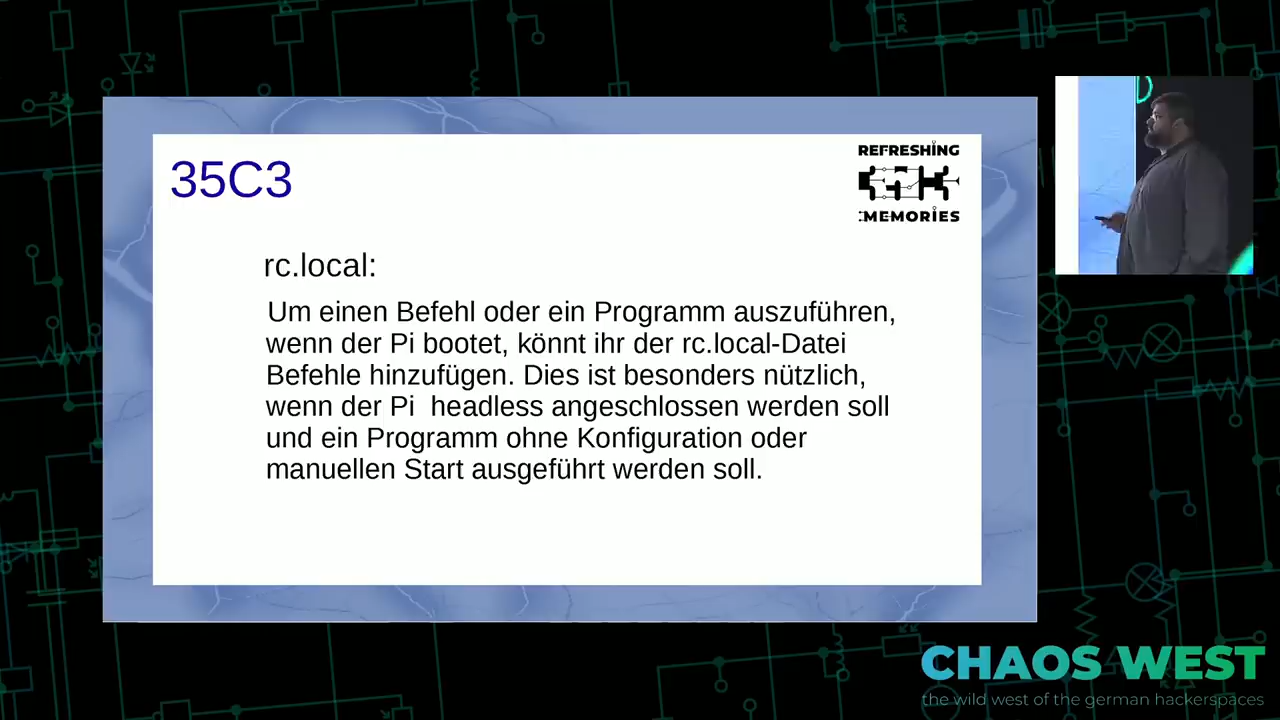 35C3
REFRESHING
:MEMORIES
rc.local:
Um einen Befehl oder ein Programm auszuführen,
wenn der Pi bootet, könnt ihr der rc.local-Datei
Befehle hinzufügen. Dies ist besonders nützlich,
wenn der Pi  headless angeschlossen werden soll
und ein Programm ohne Konfiguration oder
manuellen Start ausgeführt werden soll.
CHAOS WEST
the wild west of the german hackerspaces